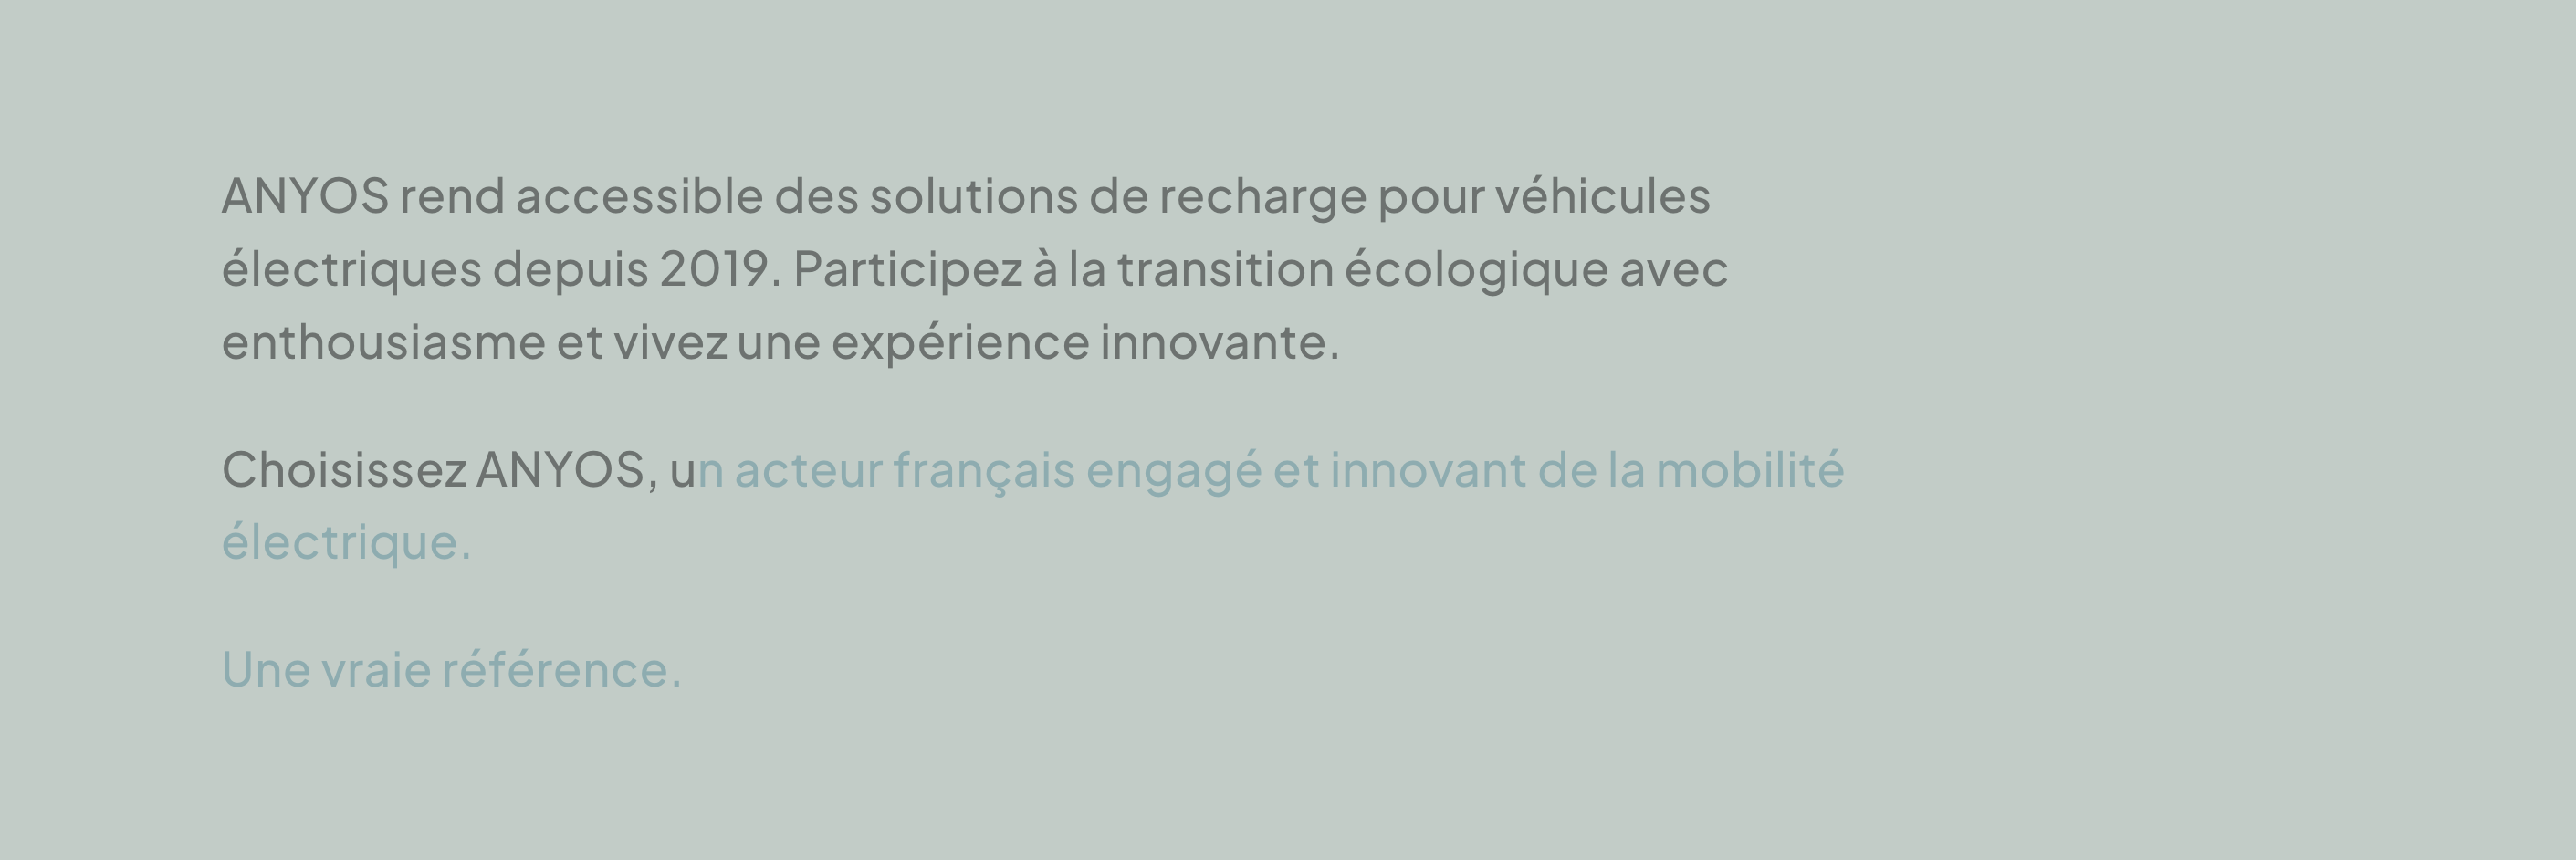 ANYOS rend accessible des solutions de recharge pour véhicules
électriques depuis 2019. Participez à la transition écologique avec
enthousiasme et vivez une expérience innovante.
Choisissez ANYOS, un acteur français engagé et innovant de la mobilité
électrique.
Une vraie référence.